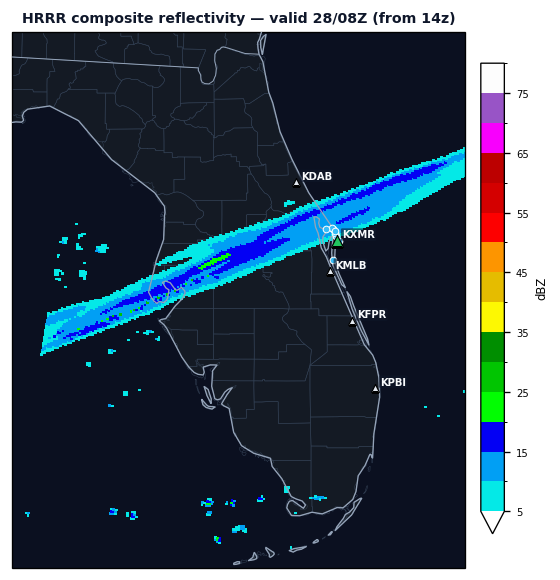 HRRR composite reflectivity — valid 28/08Z (from 14z)
KDAB
KXMR
KMLB
KFPR
KPBI
75
65
55
45
35
25
15
5
dBZ